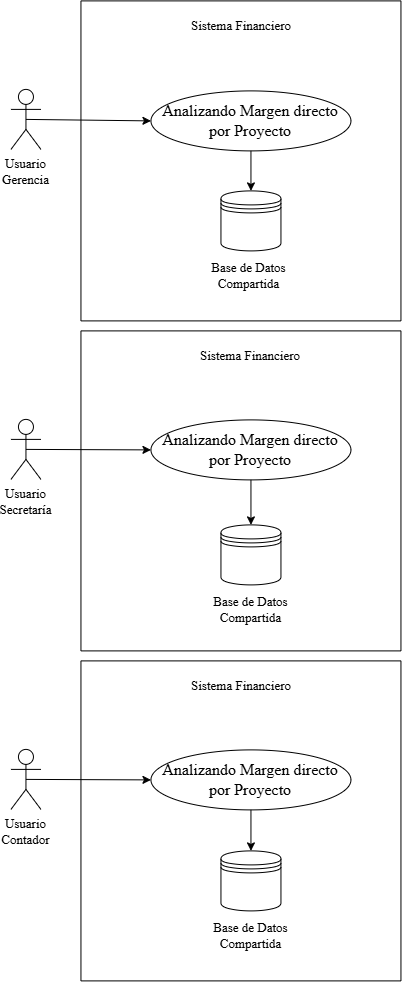 Sistema Financiero
Analizando Margen directo
por Proyecto
Usuario
Gerencia
Base de Datos
Compartida
Sistema Financiero
Analizando Margen directo
por Proyecto
Usuario
Secretaría
Base de Datos
Compartida
Sistema Financiero
Analizando Margen directo
por Proyecto
Usuario
Contador
Base de Datos
Compartida